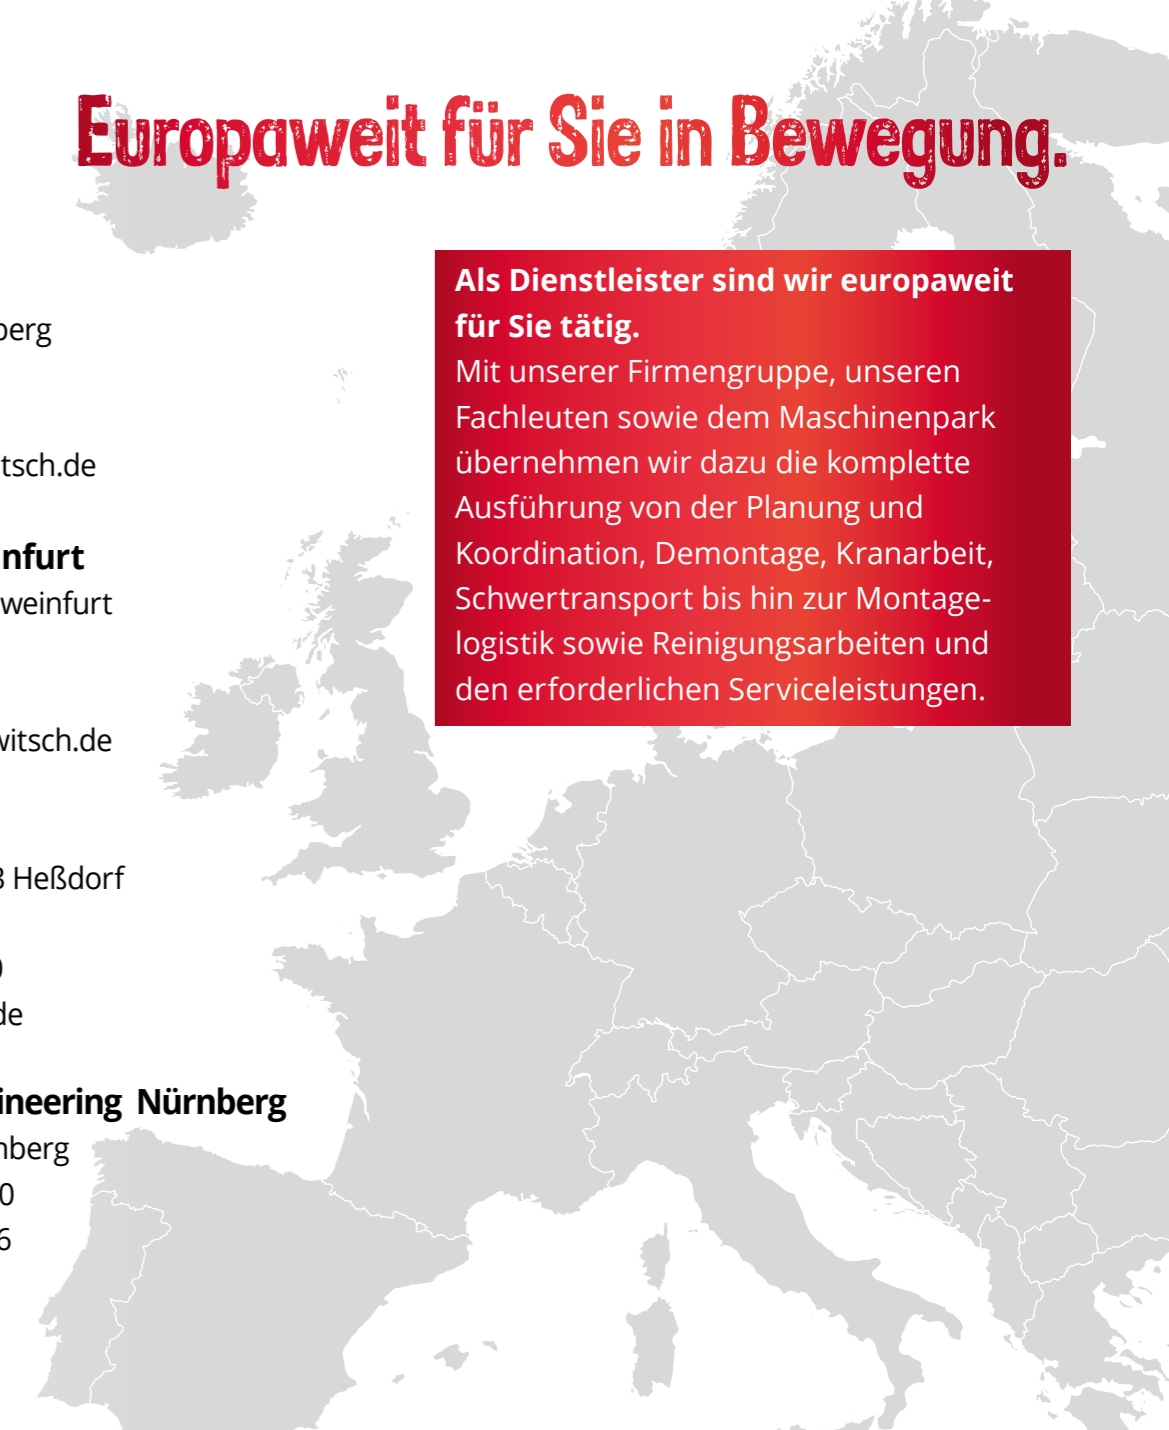 Europaweit für Sie in Bewegung.
Als Dienstleister sind wir europaweit
für Sie tätig.
Mit unserer Firmengruppe, unseren
Fachleuten sowie dem Maschinenpark
übernehmen wir dazu die komplette
Ausführung von der Planung und
Koordination, Demontage, Kranarbeit,
Schwertransport bis hin zur Montage-
logistik sowie Reinigungsarbeiten und
den erforderlichen Serviceleistungen.
berg
tsch.de
nfurt
weinfurt
witsch.de
Heßdorf
0
de
ineering Nürnberg
nberg
0
6